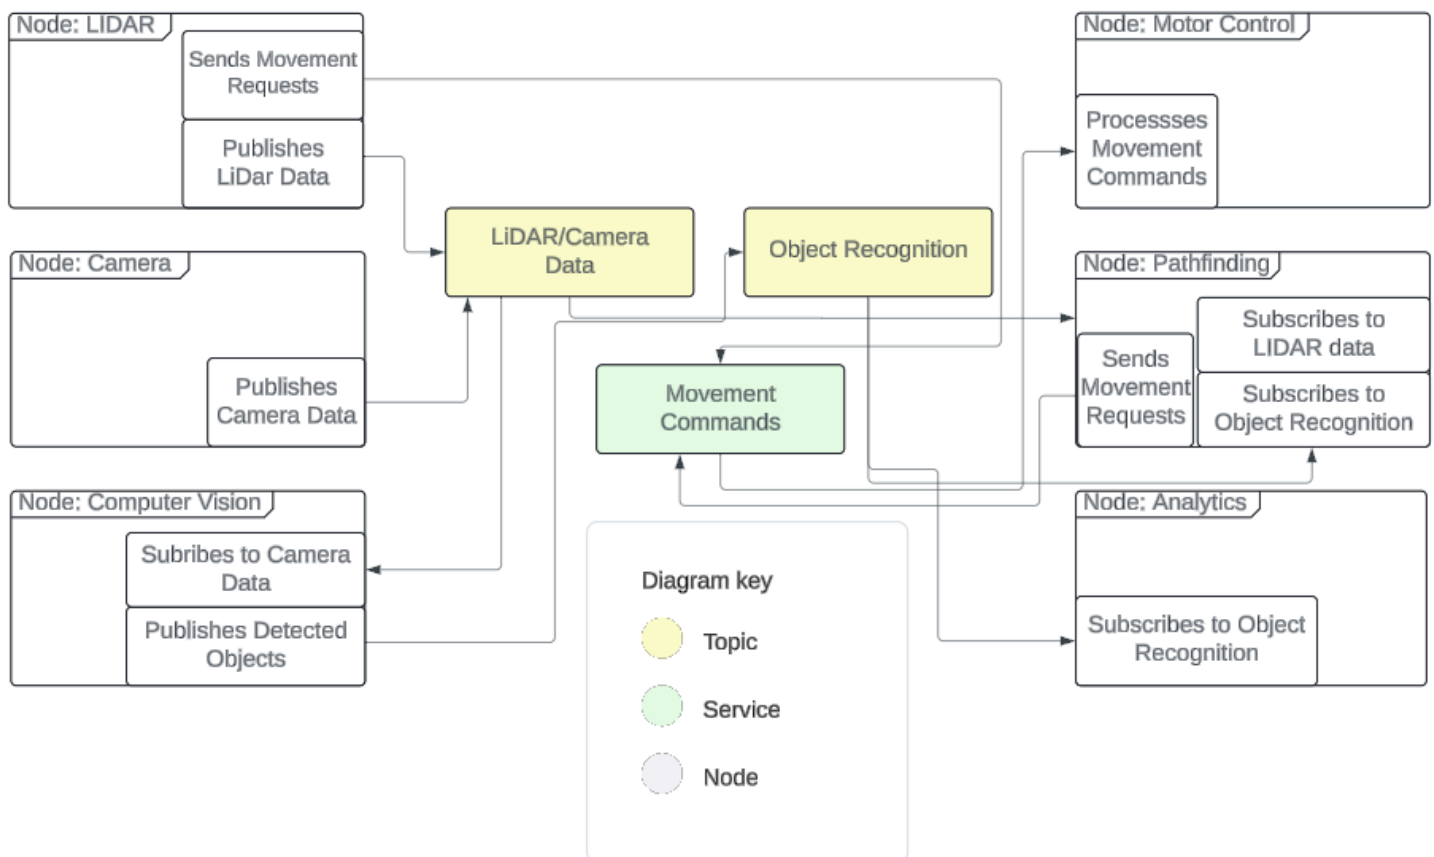 Node: LIDAR
Sends Movement
Requests
Publishes
LiDar Data
Node: Camera
Publishes
Camera Data
Node: Computer Vision
Subribes to Camera
Data
Publishes Detected
Objects
LiDAR/Camera
Data
Object Recognition
Movement
Commands
Diagram key
Topic
Service
Node
Node: Motor Control
Processses
Movement
Commands
Node: Pathfinding
Subscribes to
LIDAR data
Sends
Movement
Requests
Subscribes to
Object Recognition
Node: Analytics
Subscribes to Object
Recognition